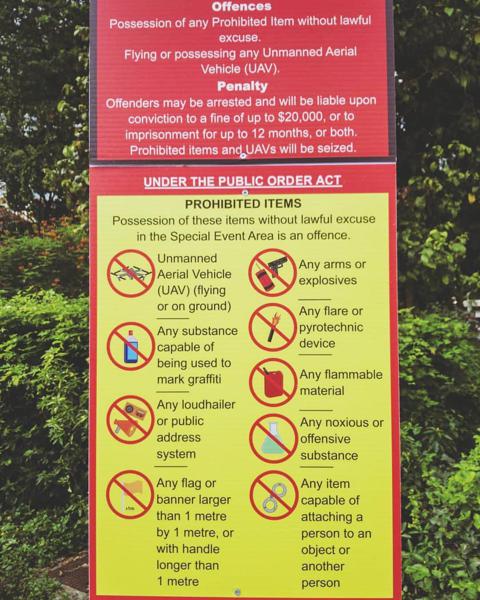 Offences
Possession of any Prohibited Item without lawful
excuse.
Flying or possessing any Unmanned Aerial
Vehicle (UAV).
Penalty
Offenders may be arrested and will be liable upon
conviction to a fine of up to $20,000, or to
imprisonment for up to 12 months, or both.
Prohibited items and UAVs will be seized.
UNDER THE PUBLIC ORDER ACT
PROHIBITED ITEMS
Possession of these items without lawful excuse
in the Special Event Area is an offence.
Unmanned
Aerial Vehicle
(UAV) (flying
or on ground)
Any substance
capable of
being used to
mark graffiti
Any loudhailer
or public
address
system
Any flag or
banner larger
than 1 metre
by 1 metre, or
with handle
longer than
1 metre
Any arms or
explosives
Any flare or
pyrotechnic
device
Any flammable
material
Any noxious or
offensive
substance
Any item
capable of
attaching a
person to an
object or
another
person